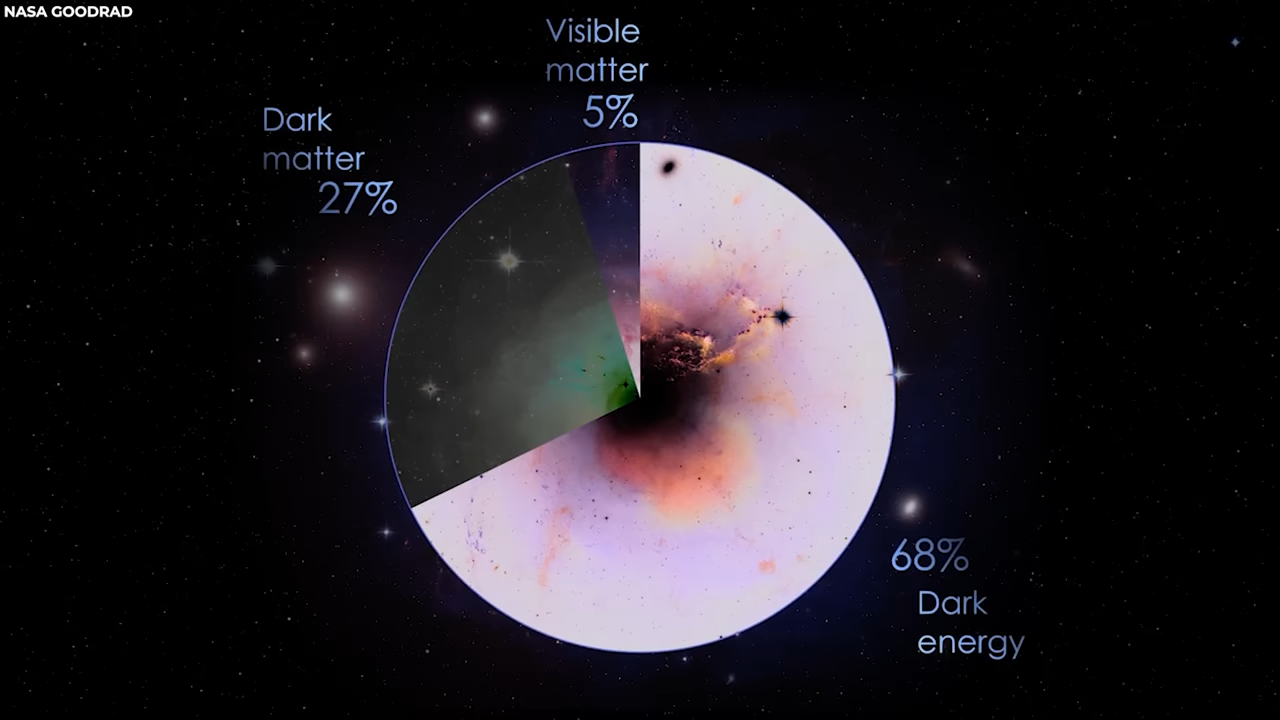 NASA GOODRAD
Visible
matter
5%
Dark
matter
27%
68%
Dark
energy